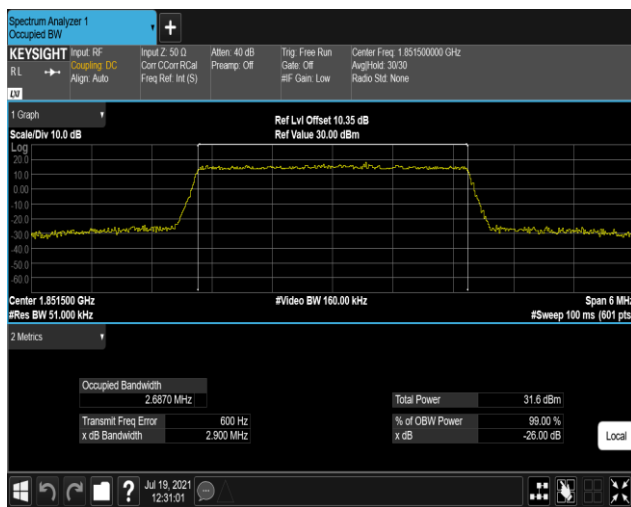 Spectrum Analyzer 1
Occupied BW
+
KEYSIGHT Input: RF Input Z: 50 Ω Atten: 40 dB Trig: Free Run Center Freq: 1.851500000 GHz
RL Coupling: DC Corr CCorr RCal Preamp: Off Gate: Off Avg|Hold: 30/30
Align: Auto Freq Ref: Int (S) #IF Gain: Low Radio Std: None
LXI
1 Graph
Ref Lvl Offset 10.35 dB
Scale/Div 10.0 dB Ref Value 30.00 dBm
Log
20.0
10.0
0.00
-10.0
-20.0
-30.0
-40.0
-50.0
-60.0
Center 1.851500 GHz #Video BW 160.00 kHz Span 6 MHz
#Res BW 51.000 kHz #Sweep 100 ms (601 pts
2 Metrics
Occupied Bandwidth
2.6870 MHz
Total Power 31.6 dBm
Transmit Freq Error 600 Hz % of OBW Power 99.00 %
x dB Bandwidth 2.900 MHz x dB -26.00 dB
Local
? Jul 19, 2021
12:31:01